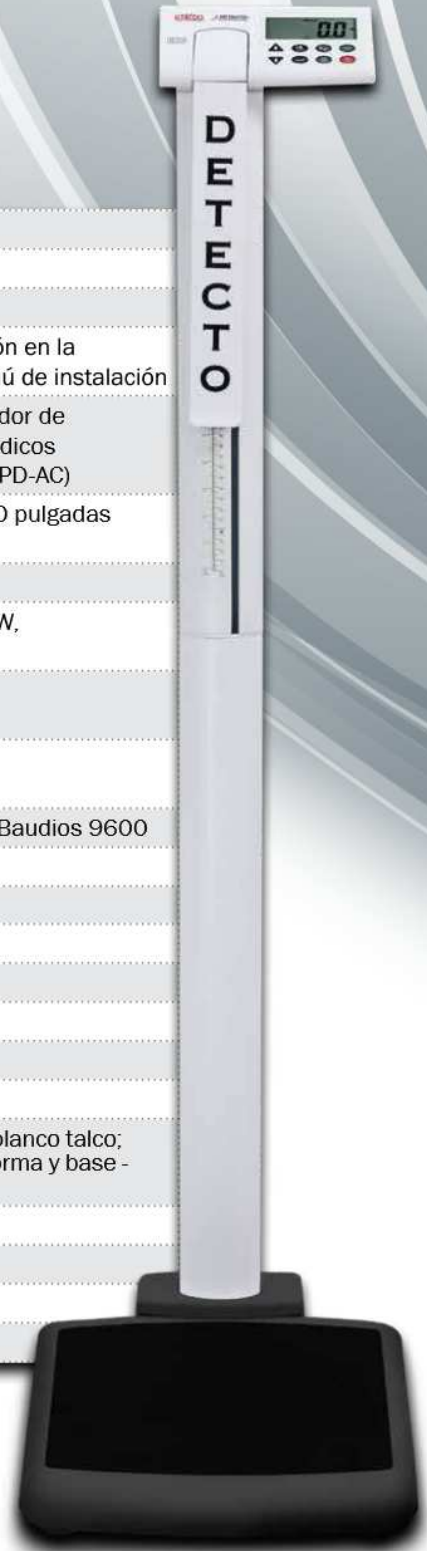 0.0
DETECTO
ón en la
ú de instalación
dor de
dicos
PD-AC)
0 pulgadas
W,
Baudios 9600
blanco talco;
orma y base -